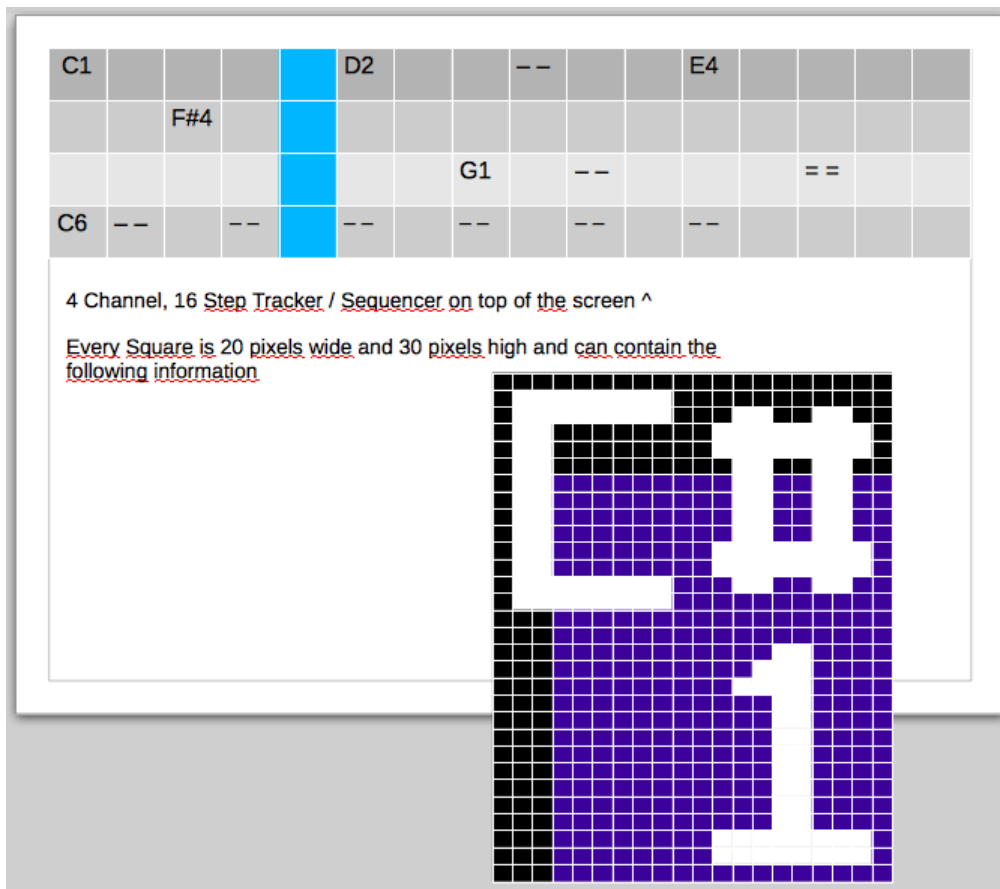 C1 D2 – – E4
F#4
G1 – – = =
C6 – – – – – – – – – – – –
4 Channel, 16 Step Tracker / Sequencer on top of the screen ^
Every Square is 20 pixels wide and 30 pixels high and can contain the
following information
C#
1